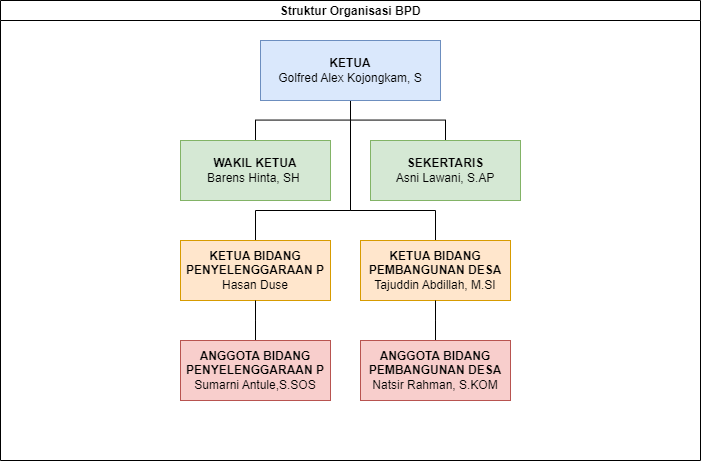 Struktur Organisasi BPD
KETUA
Golfred Alex Kojongkam, S
WAKIL KETUA
Barens Hinta, SH
SEKERTARIS
Asni Lawani, S.AP
KETUA BIDANG
PENYELENGGARAAN P
Hasan Duse
KETUA BIDANG
PEMBANGUNAN DESA
Tajuddin Abdillah, M.SI
ANGGOTA BIDANG
PENYELENGGARAAN P
Sumarni Antule,S.SOS
ANGGOTA BIDANG
PEMBANGUNAN DESA
Natsir Rahman, S.KOM